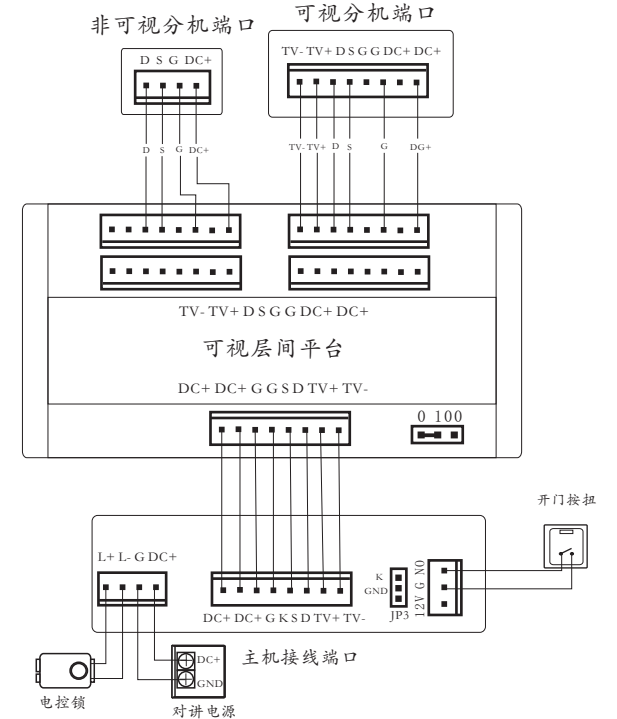 非可视分机端口
可视分机端口
D S G DC+
TV- TV+ D S G G DC+ DC+
D S G DC+
TV- TV+ D S G DG+
TV- TV+ D S G G DC+ DC+
可视层间平台
DC+ DC+ G G S D TV+ TV-
0 100
开门按扭
L+ L- G DC+
K
GND
JP3
12V G NO
DC+ DC+ G K S D TV+ TV-
主机接线端口
DC+
GND
电控锁
对讲电源